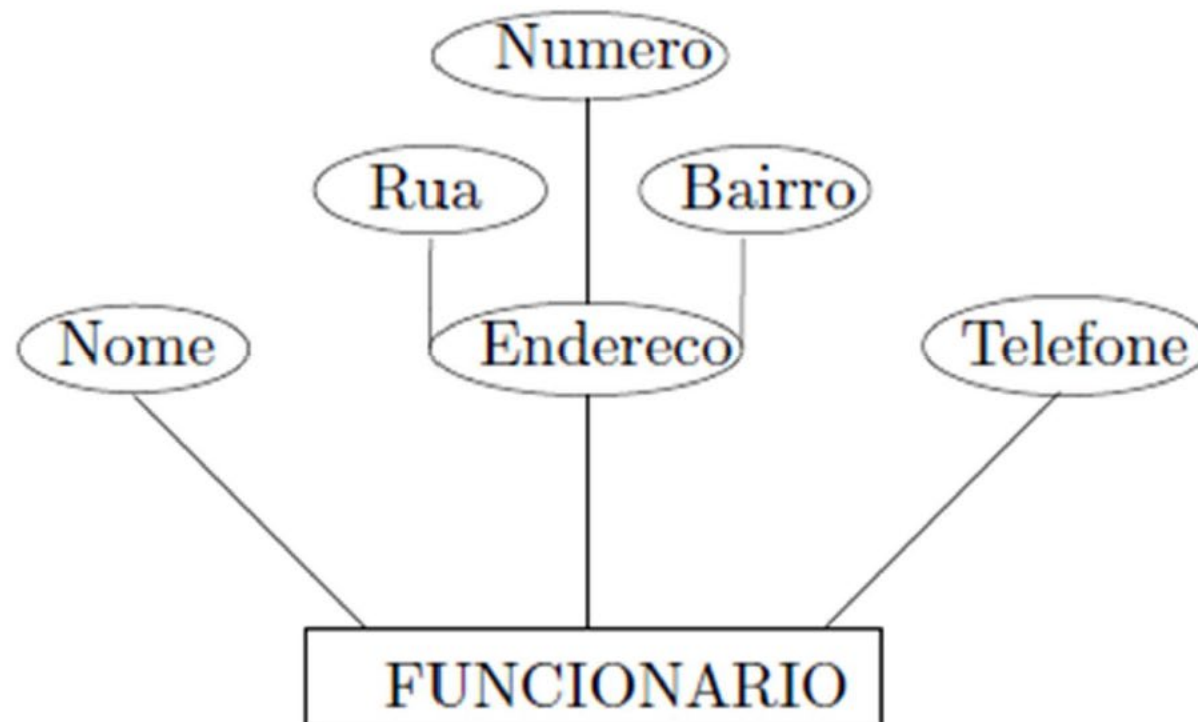 Numero
Rua
Bairro
Nome
Endereco
Telefone
FUNCIONARIO